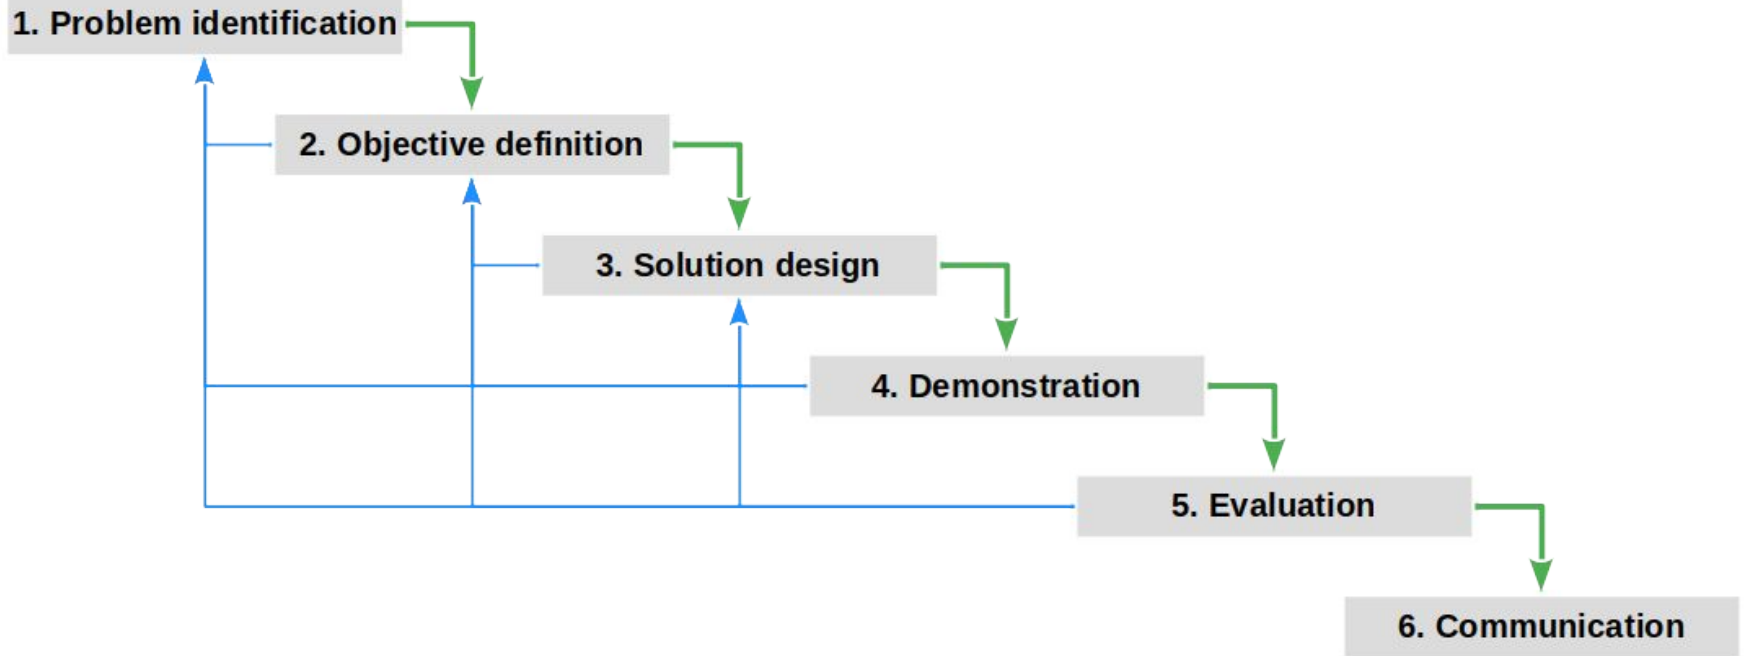 1. Problem identification
2. Objective definition
3. Solution design
4. Demonstration
5. Evaluation
6. Communication